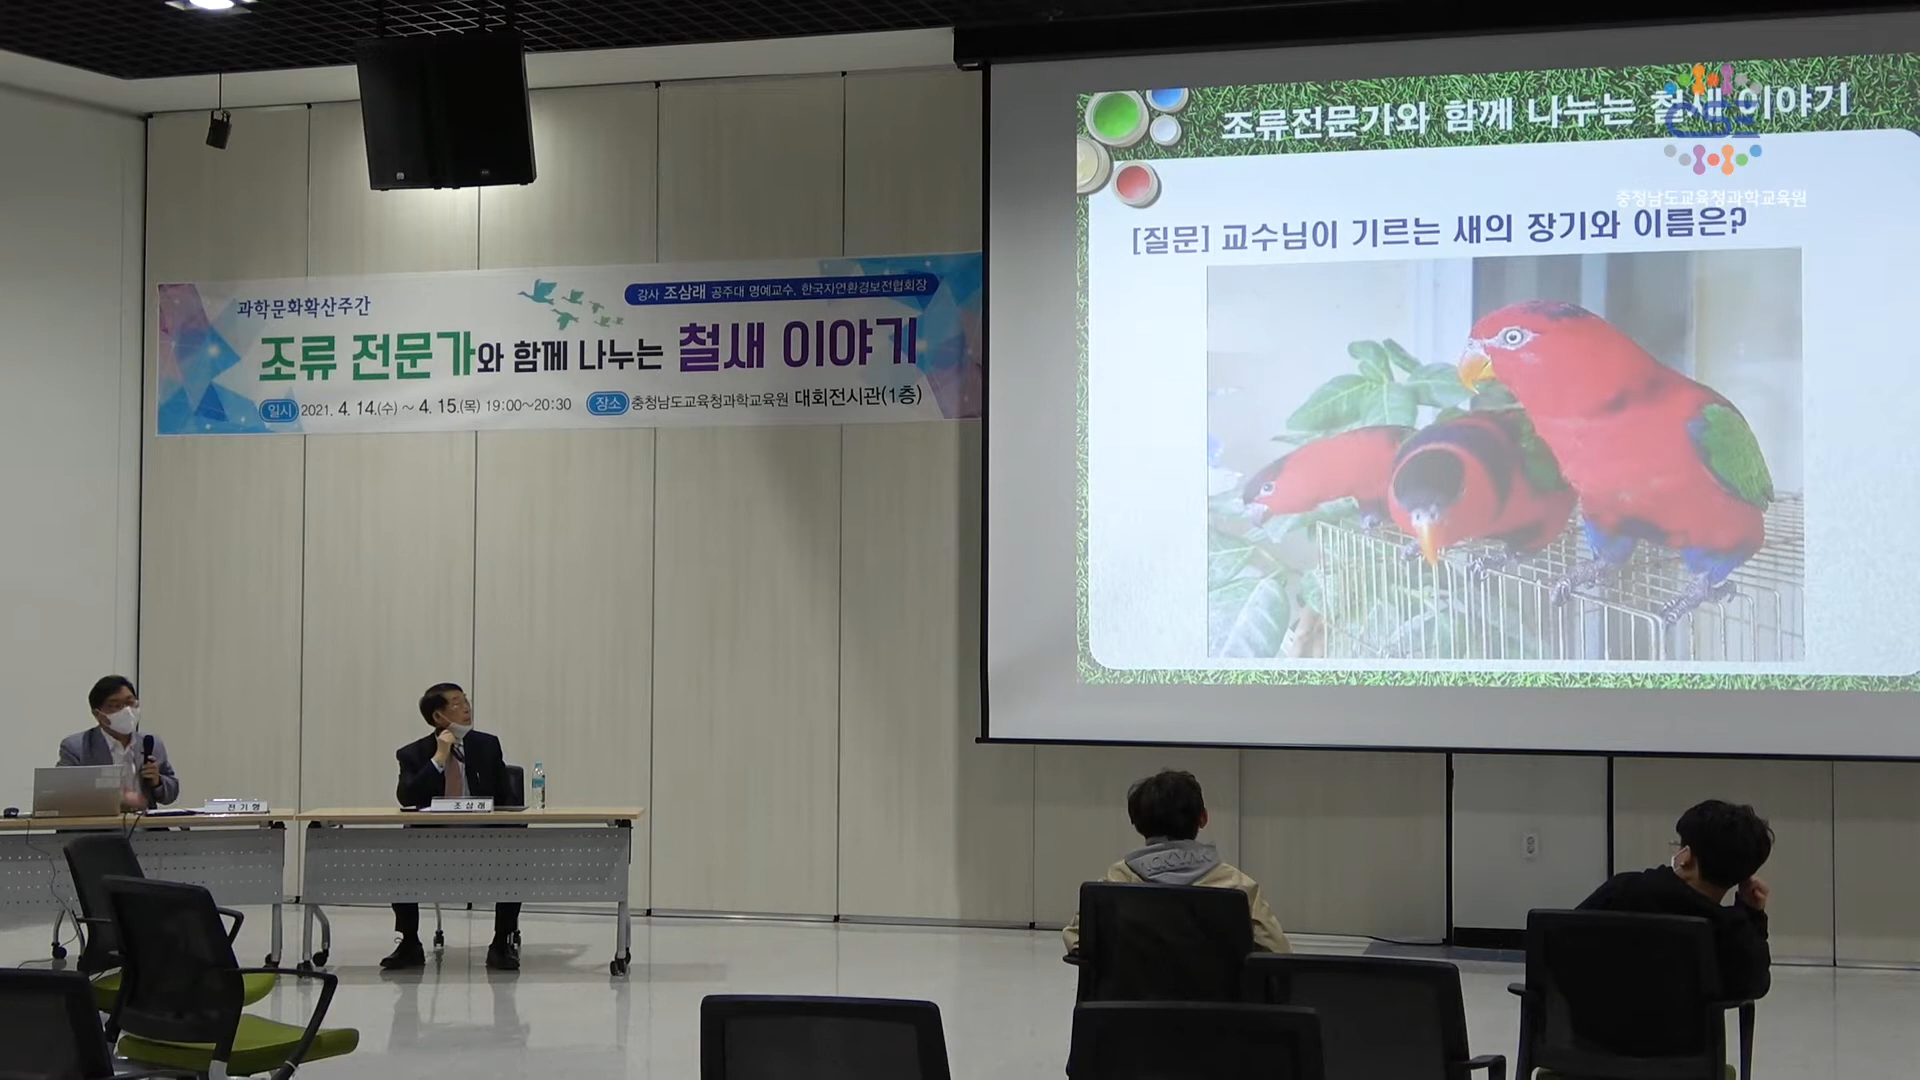 조류전문가와 함께 나누는 철새 이야기
CSE
충청남도교육청과학교육원
[질문] 교수님이 기르는 새의 장기와 이름은?
과학문화확산주간
강사 조삼래 공주대 명예교수, 한국자연환경보전협회장
조류 전문가와 함께 나누는 철새 이야기
일시 2021. 4. 14.(수) ~ 4. 15.(목) 19:00~20:30 장소 충청남도교육청과학교육원 대회전시관(1층)
전기형
조삼래